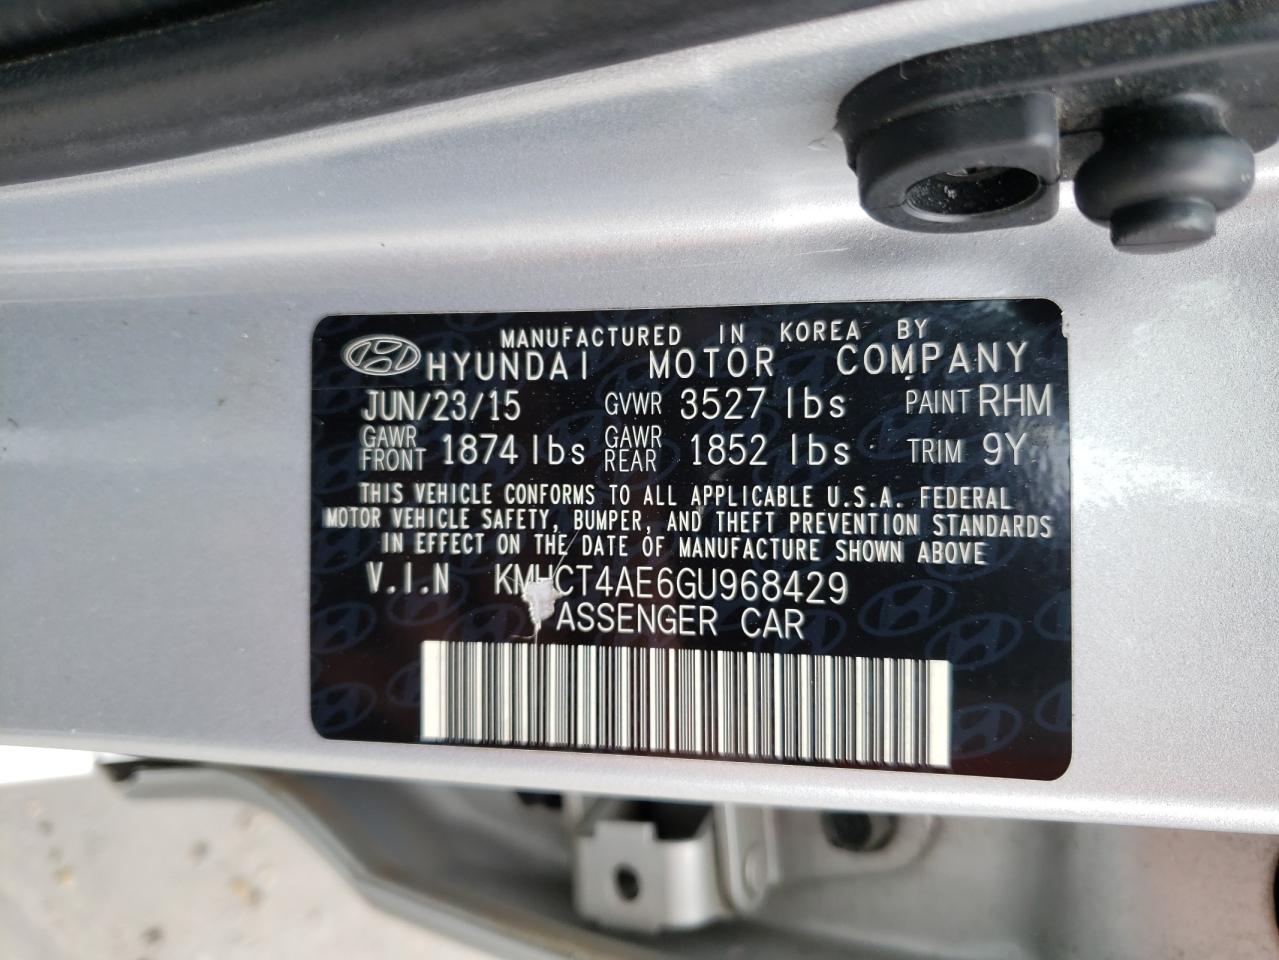 MANUFACTURED IN KOREA BY
HYUNDAI MOTOR COMPANY
JUN/23/15 GVWR 3527 lbs PAINT RHM
GAWR FRONT 1874 lbs GAWR REAR 1852 lbs TRIM 9Y
THIS VEHICLE CONFORMS TO ALL APPLICABLE U.S.A. FEDERAL
MOTOR VEHICLE SAFETY, BUMPER, AND THEFT PREVENTION STANDARDS
IN EFFECT ON THE DATE OF MANUFACTURE SHOWN ABOVE
V.I.N KMHCT4AE6GU968429
PASSENGER CAR